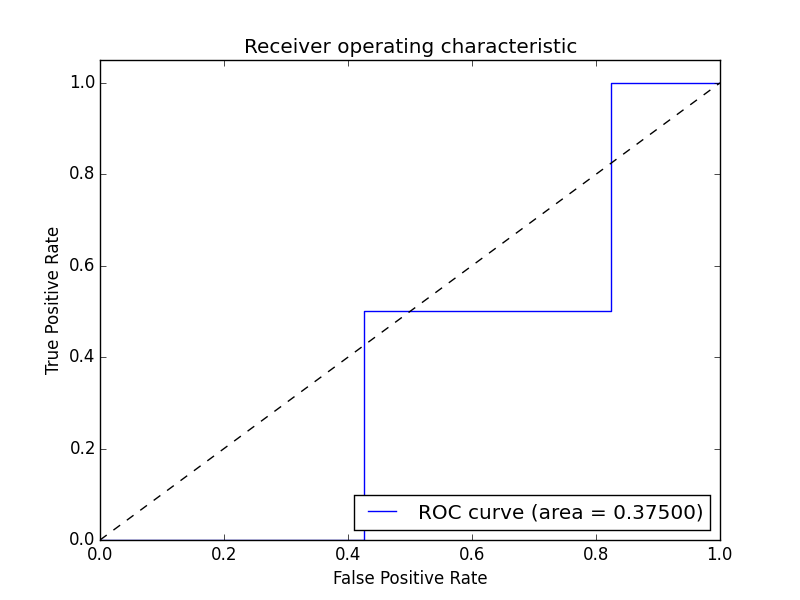 Receiver operating characteristic
1.0
0.8
0.6
0.4
0.2
0.0
True Positive Rate
ROC curve (area = 0.37500)
0.0 0.2 0.4 0.6 0.8 1.0
False Positive Rate